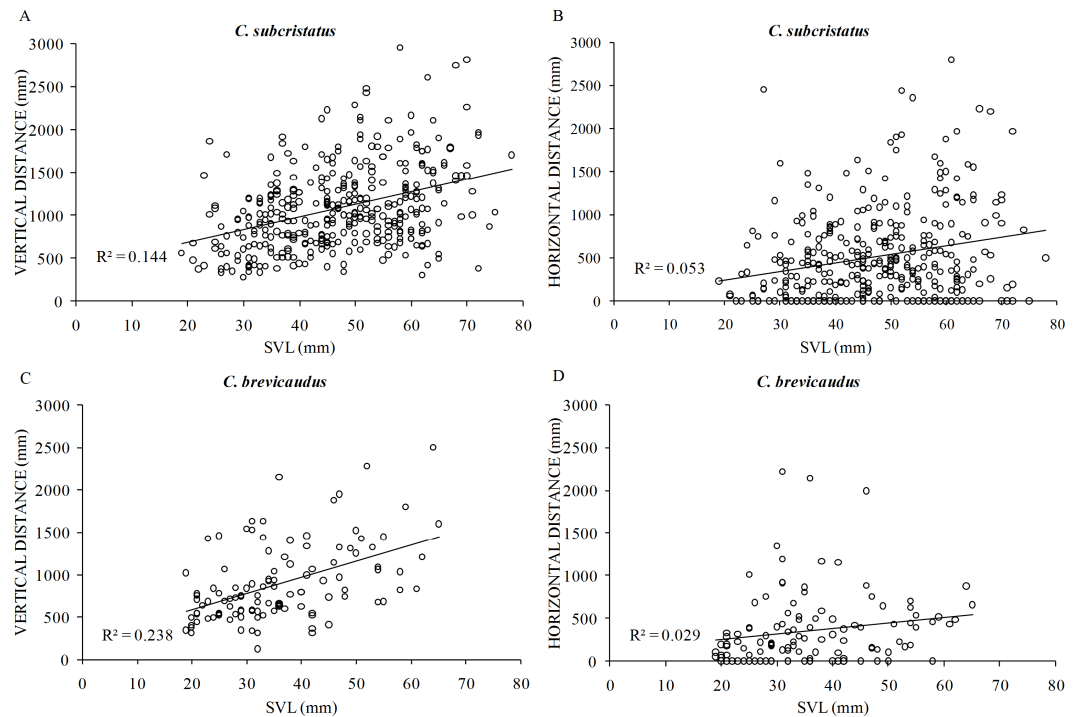 A
C. subcristatus
3000
2500
2000
1500
1000
500
0
VERTICAL DISTANCE (mm)
R² = 0.144
0 10 20 30 40 50 60 70 80
SVL (mm)
B
C. subcristatus
3000
2500
2000
1500
1000
500
0
HORIZONTAL DISTANCE (mm)
R² = 0.053
0 10 20 30 40 50 60 70 80
SVL (mm)
C
C. brevicaudus
3000
2500
2000
1500
1000
500
0
VERTICAL DISTANCE (mm)
R² = 0.238
0 10 20 30 40 50 60 70 80
SVL (mm)
D
C. brevicaudus
3000
2500
2000
1500
1000
500
0
HORIZONTAL DISTANCE (mm)
R² = 0.029
0 10 20 30 40 50 60 70 80
SVL (mm)